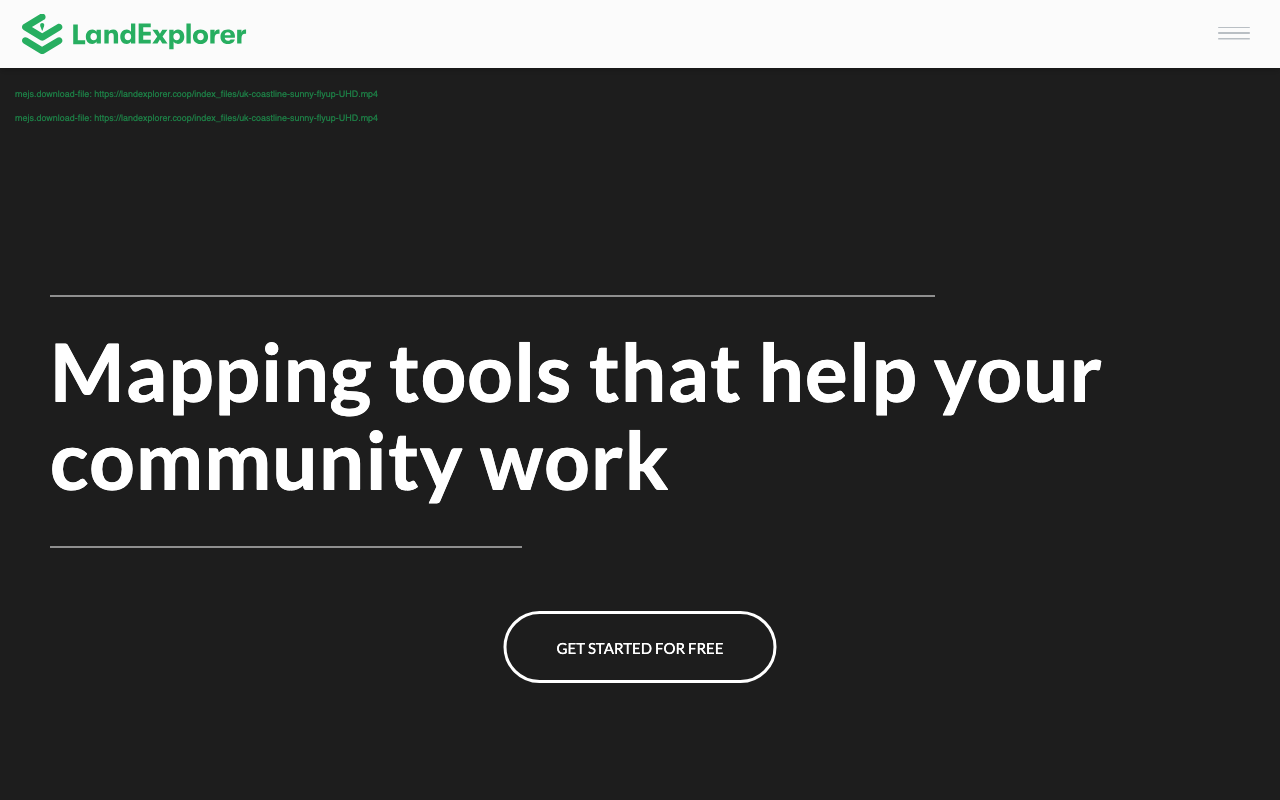 LandExplorer
mejs.download-file: https://landexplorer.coop/index_files/uk-coastline-sunny-flyup-UHD.mp4
mejs.download-file: https://landexplorer.coop/index_files/uk-coastline-sunny-flyup-UHD.mp4
Mapping tools that help your
community work
GET STARTED FOR FREE